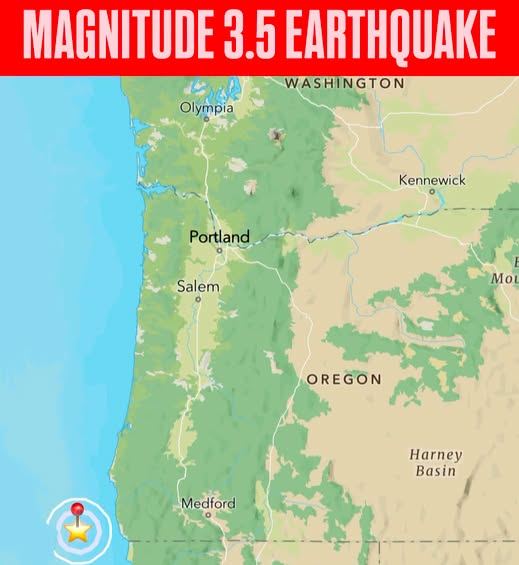 MAGNITUDE 3.5 EARTHQUAKE
WASHINGTON
Olympia
Kennewick
Portland
Salem
OREGON
Harney
Basin
Medford